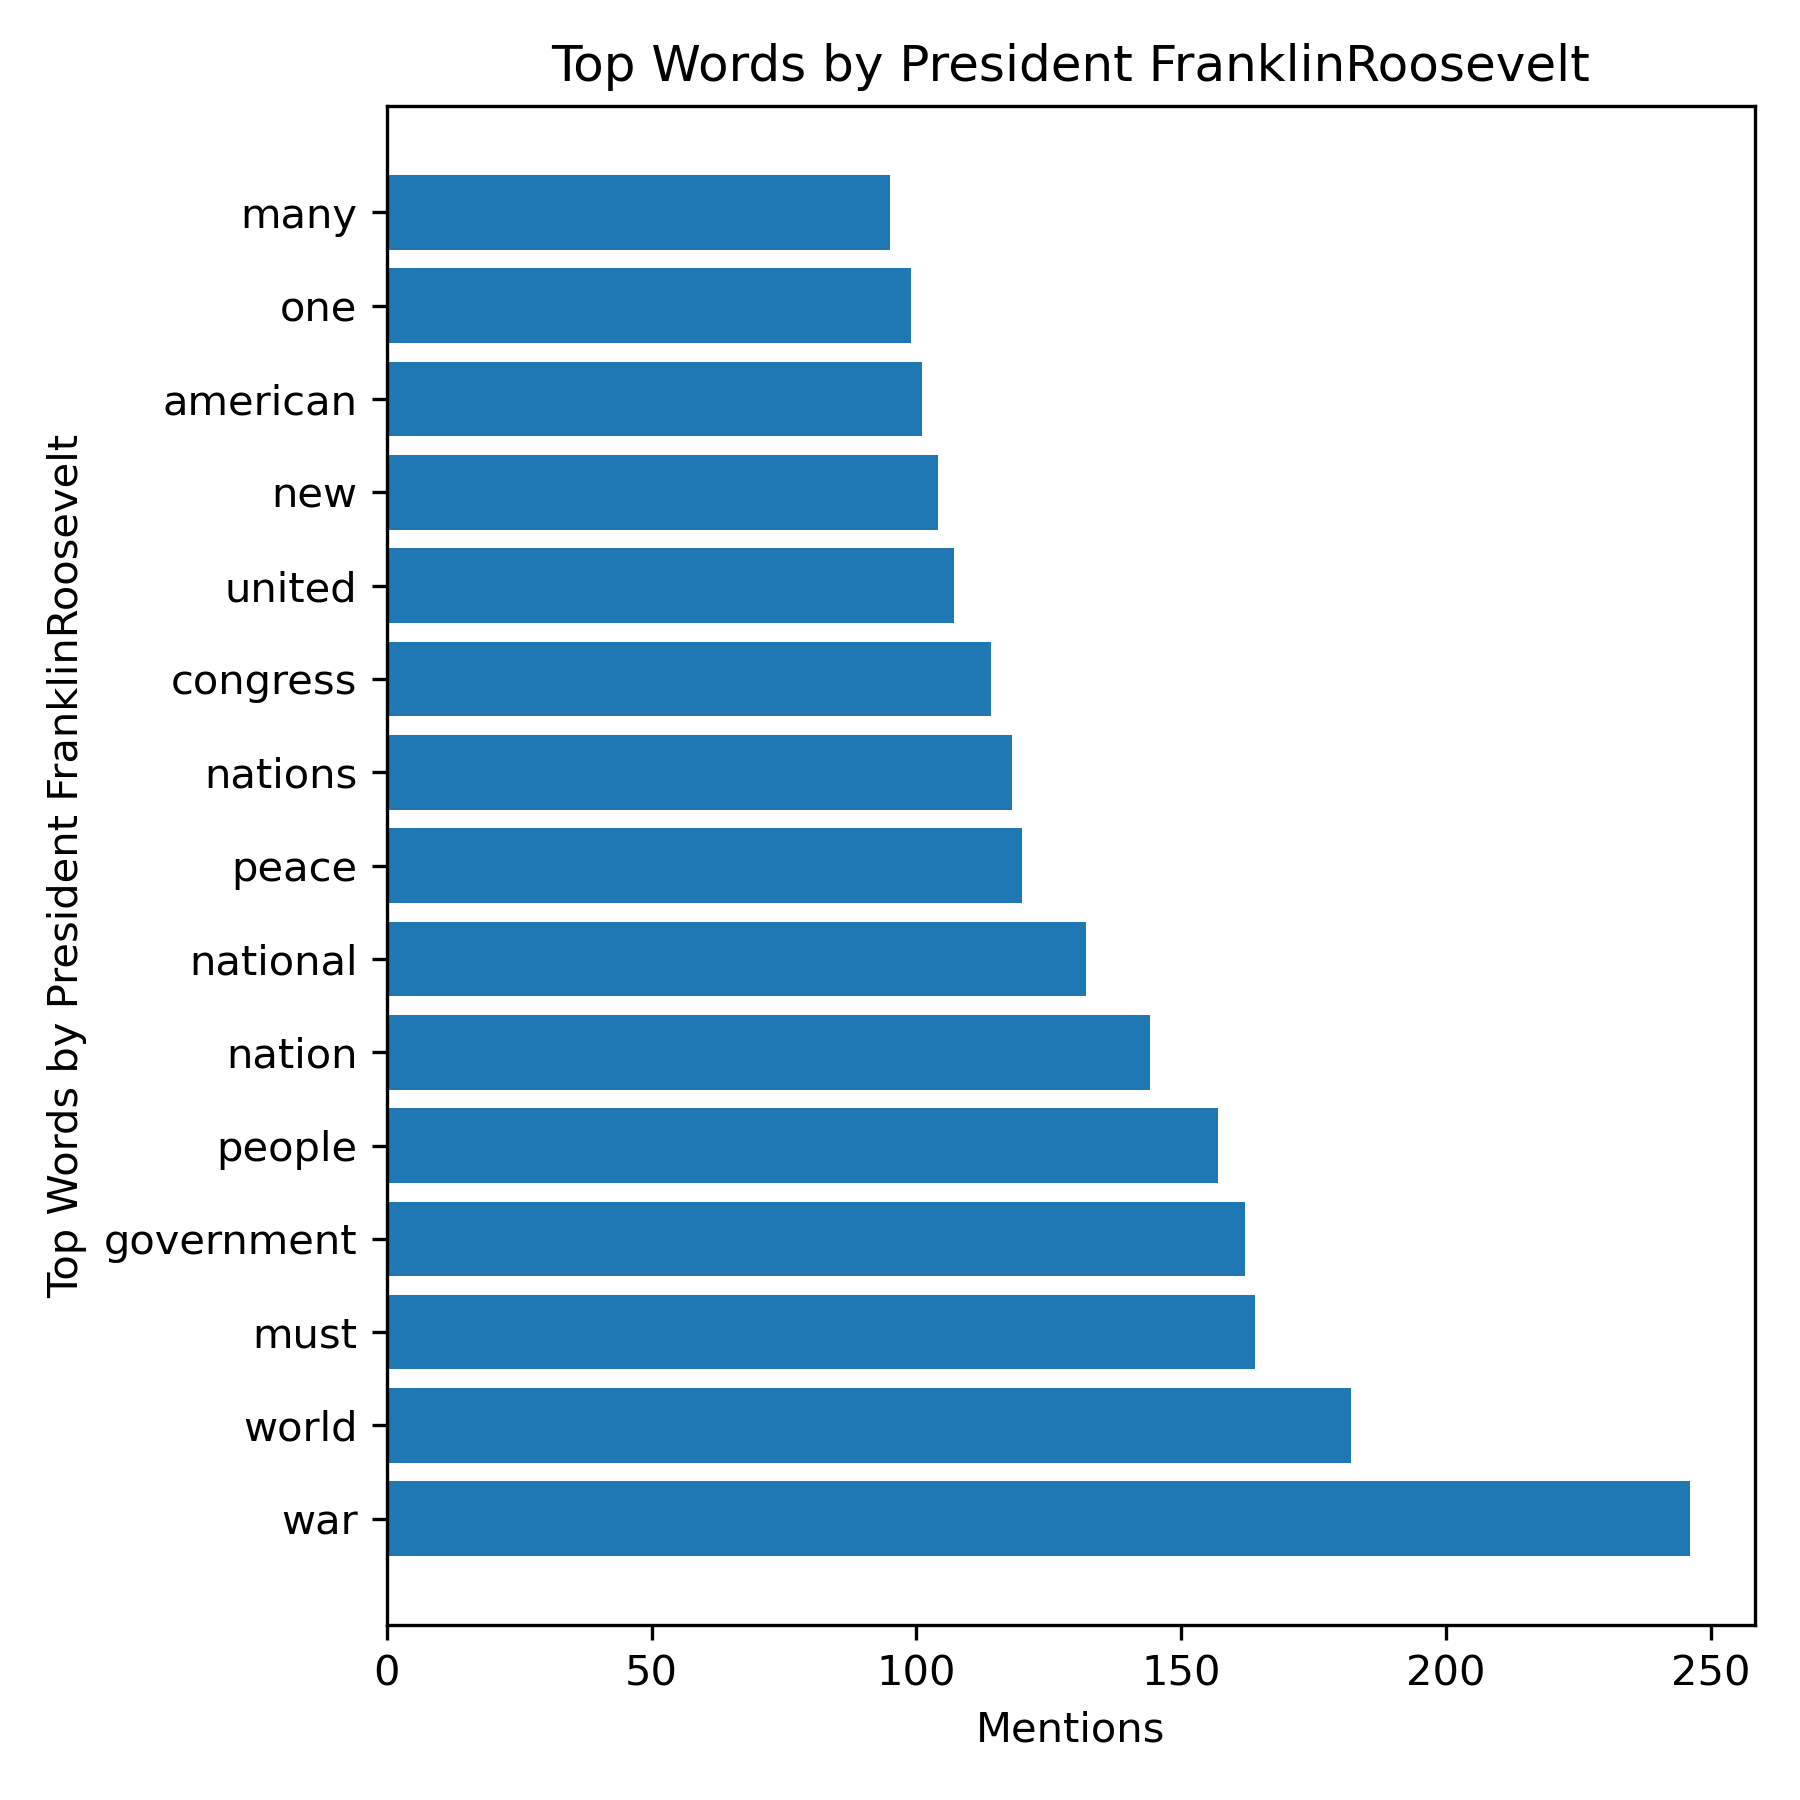 Top Words by President FranklinRoosevelt
Top Words by President FranklinRoosevelt
many
one
american
new
united
congress
nations
peace
national
nation
people
government
must
world
war
0 50 100 150 200 250
Mentions